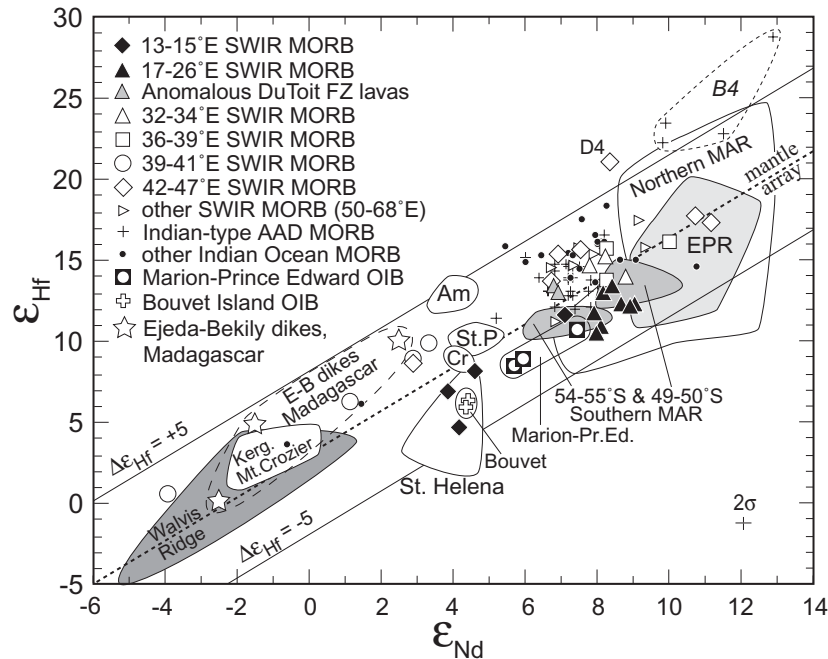 30
25
20
15
10
5
0
-5
εHf
13-15˚E SWIR MORB
17-26˚E SWIR MORB
Anomalous DuToit FZ lavas
32-34˚E SWIR MORB
36-39˚E SWIR MORB
39-41˚E SWIR MORB
42-47˚E SWIR MORB
other SWIR MORB (50-68˚E)
Indian-type AAD MORB
other Indian Ocean MORB
Marion-Prince Edward OIB
Bouvet Island OIB
Ejeda-Bekily dikes,
Madagascar
B4
D4
Northern MAR
mantle
array
EPR
Am
St.P
Cr
E-B dikes
Madagascar
54-55˚S & 49-50˚S
Southern MAR
Marion-Pr.Ed.
Bouvet
St. Helena
ΔεHf = +5
Kerg.
Mt.Crozier
Walvis
Ridge
ΔεHf = -5
2σ
-6 -4 -2 0 2 4 6 8 10 12 14
εNd